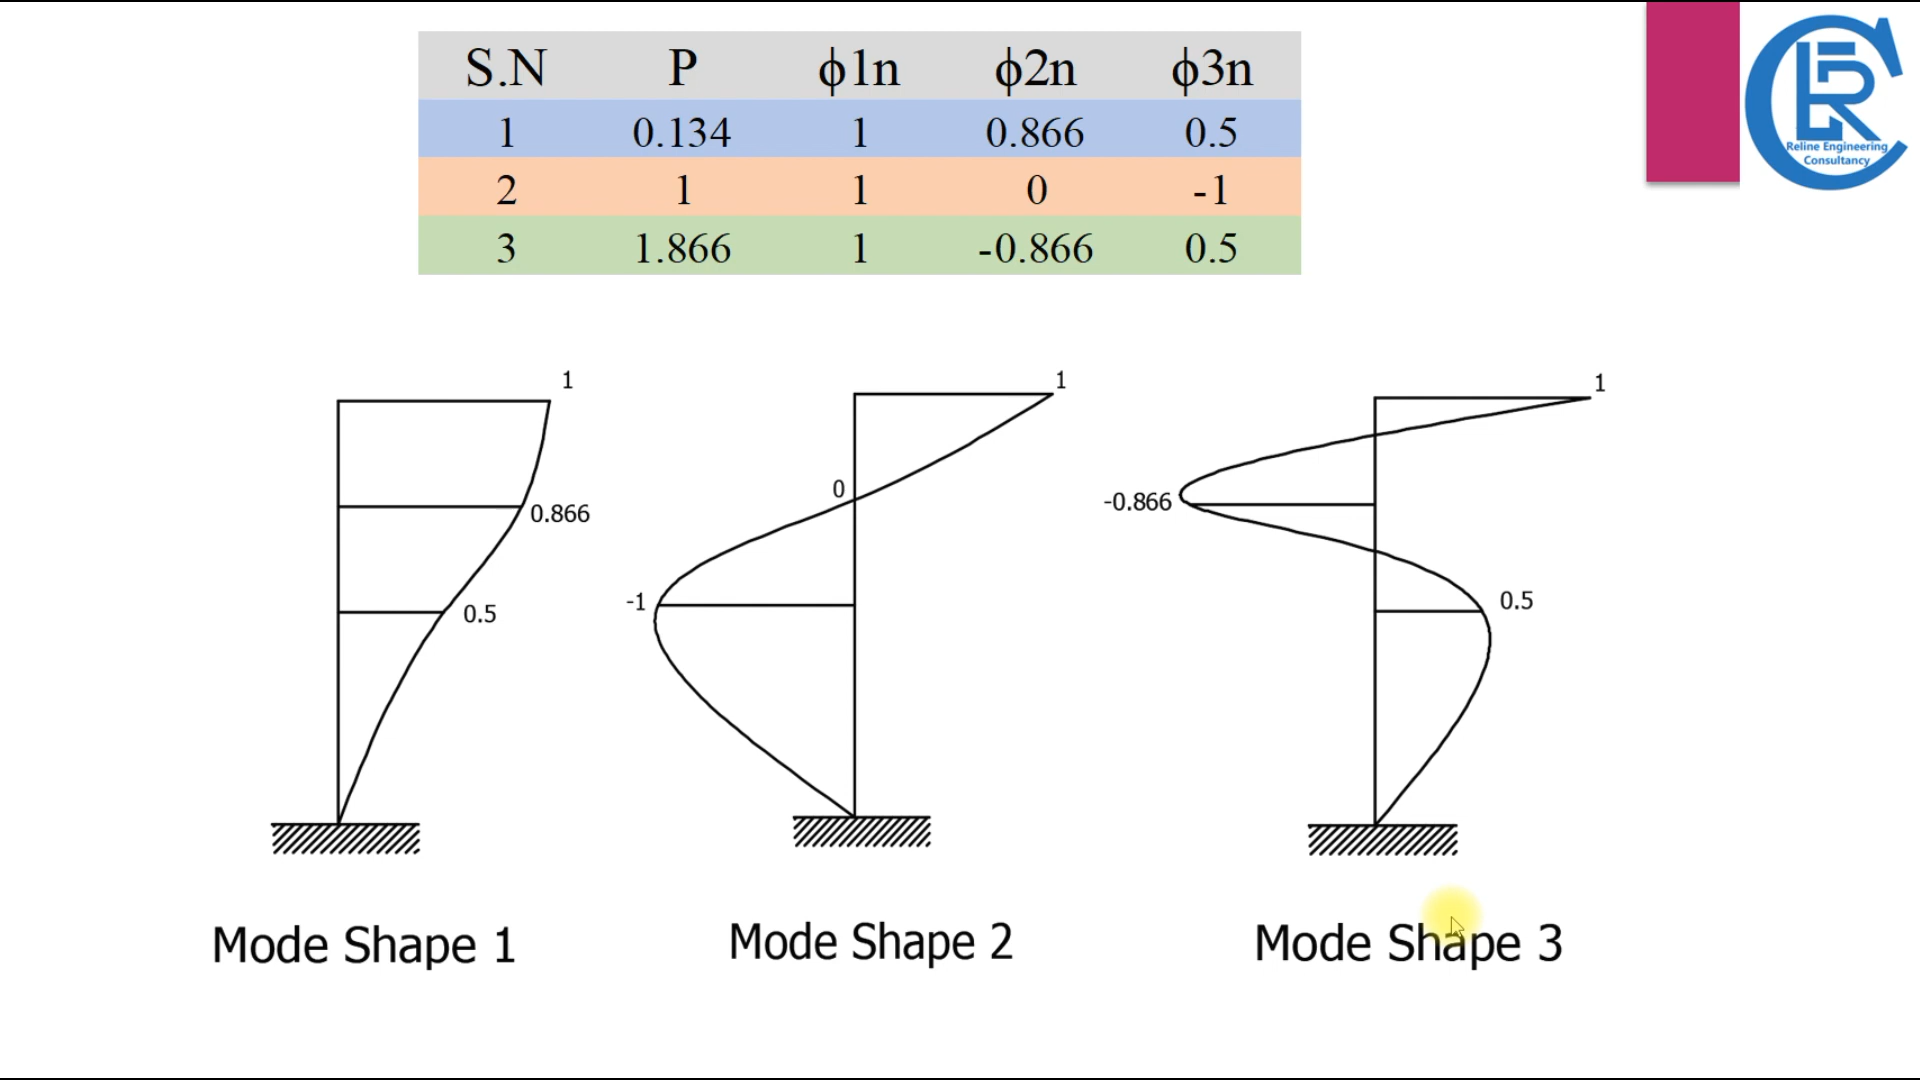 S.N P ϕ1n ϕ2n ϕ3n
1 0.134 1 0.866 0.5
2 1 1 0 -1
3 1.866 1 -0.866 0.5
LER
Reline Engineering
Consultancy
1
0.866
0.5
Mode Shape 1
1
0
-1
Mode Shape 2
1
-0.866
0.5
Mode Shape 3